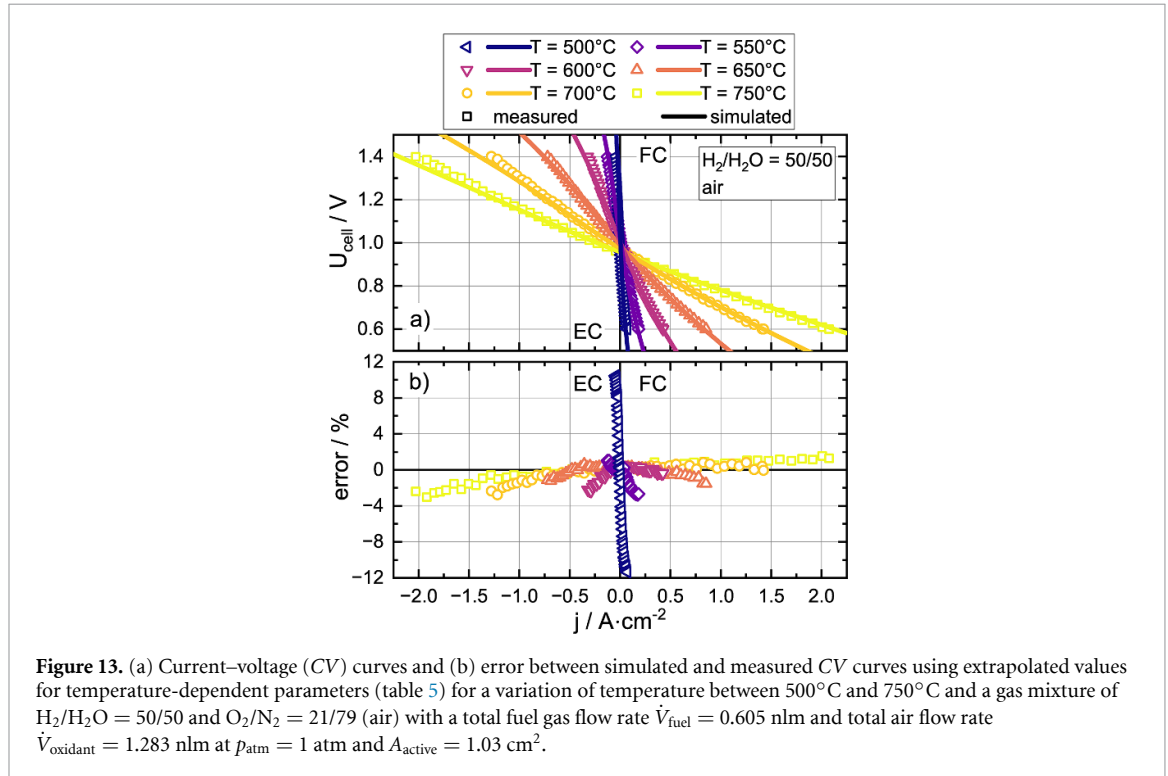 T = 500°C T = 550°C
T = 600°C T = 650°C
T = 700°C T = 750°C
measured simulated
1.4
1.2
1.0
0.8
0.6
U_cell / V
FC
H₂/H₂O = 50/50
air
a)
EC
12
8
4
0
−4
−8
−12
error / %
b)
EC FC
−2.0 −1.5 −1.0 −0.5 0.0 0.5 1.0 1.5 2.0
j / A·cm⁻²
Figure 13. (a) Current–voltage (CV) curves and (b) error between simulated and measured CV curves using extrapolated values
for temperature-dependent parameters (table 5) for a variation of temperature between 500°C and 750°C and a gas mixture of
H₂/H₂O = 50/50 and O₂/N₂ = 21/79 (air) with a total fuel gas flow rate V̇_fuel = 0.605 nlm and total air flow rate
V̇_oxidant = 1.283 nlm at p_atm = 1 atm and A_active = 1.03 cm².